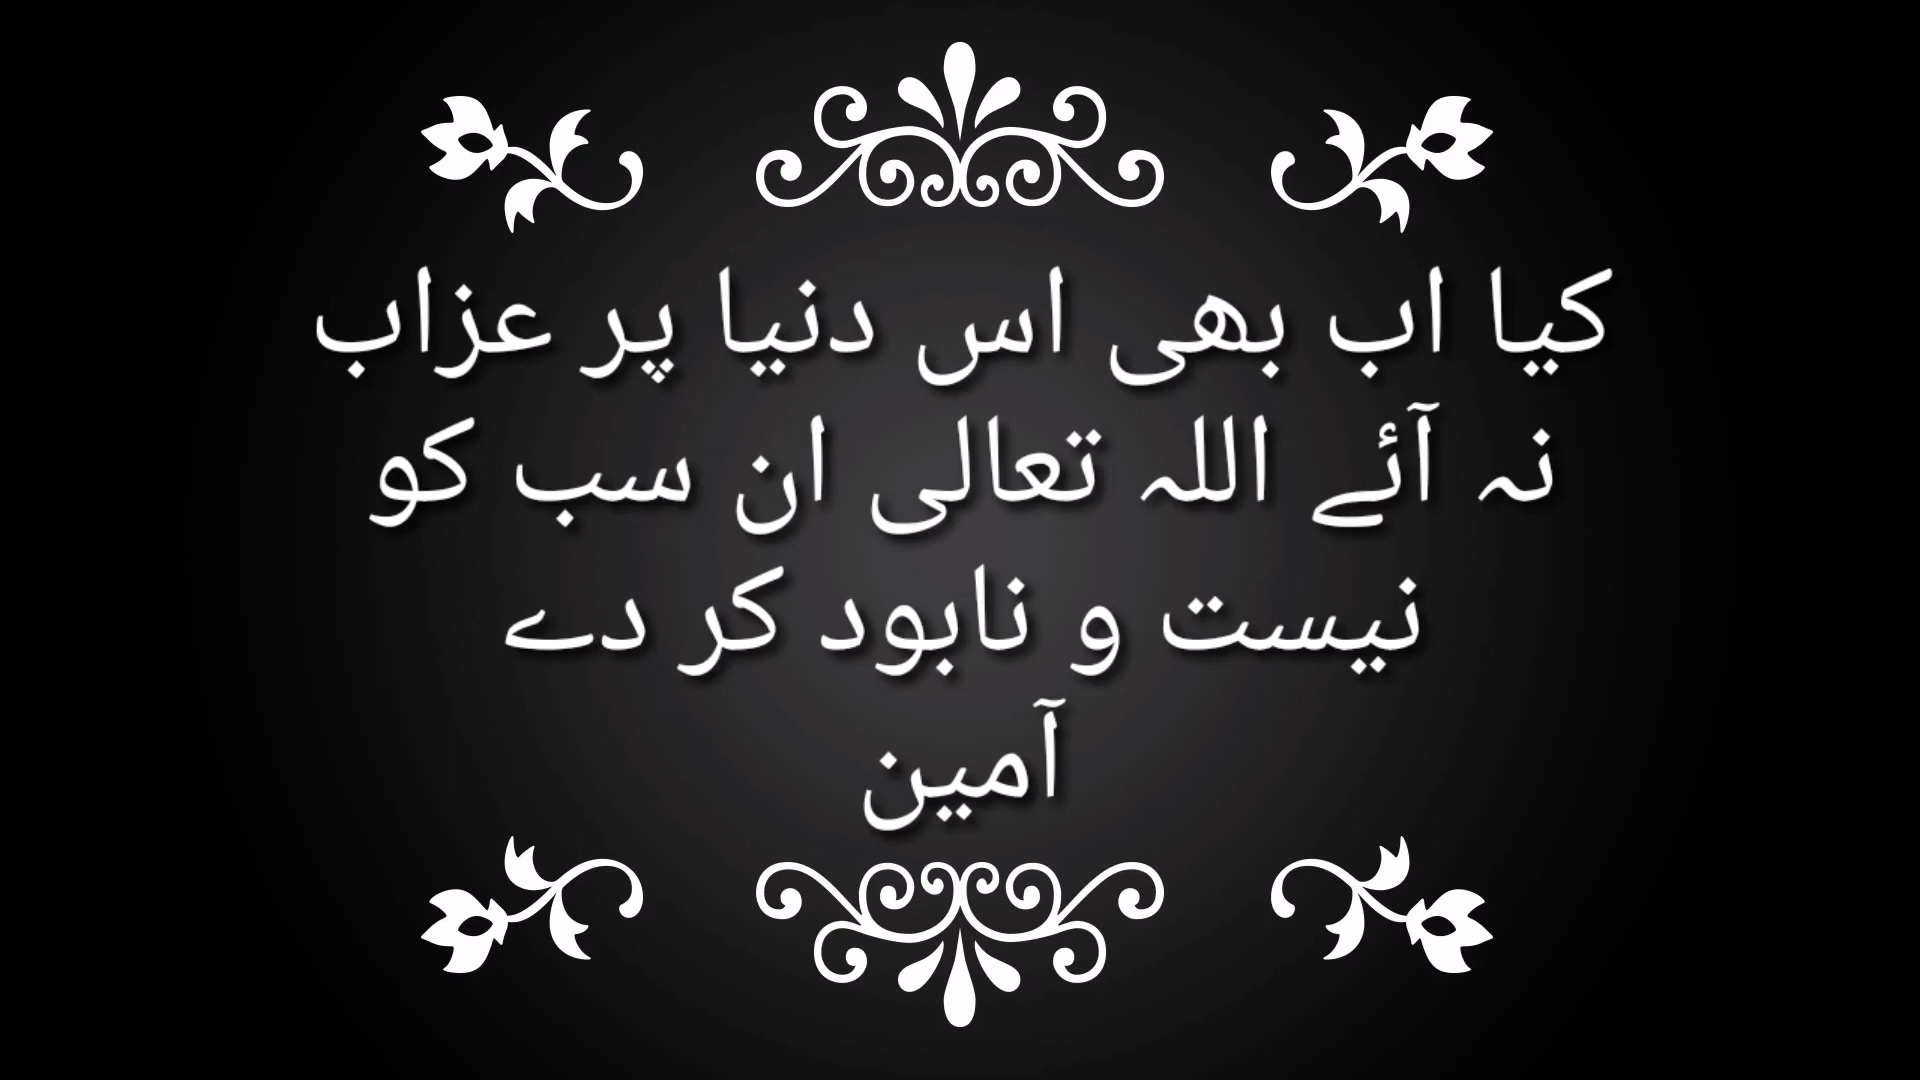 کیا اب بھی اس دنیا پر عزاب
نہ آئے اللہ تعالی ان سب کو
نیست و نابود کر دے
آمین